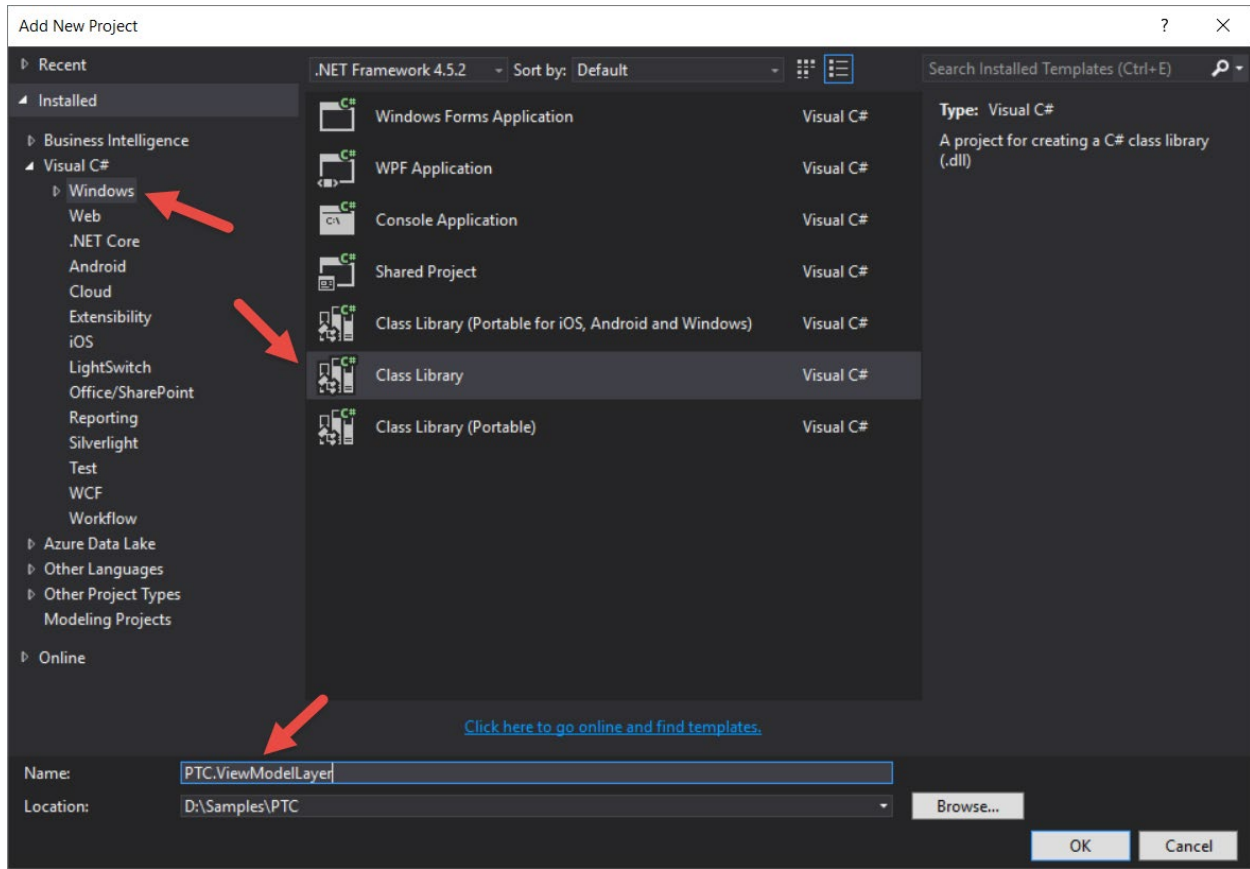 Add New Project
?
Recent
.NET Framework 4.5.2
Sort by: Default
Search Installed Templates (Ctrl+E)
Installed
Business Intelligence
Visual C#
Windows
Web
.NET Core
Android
Cloud
Extensibility
iOS
LightSwitch
Office/SharePoint
Reporting
Silverlight
Test
WCF
Workflow
Azure Data Lake
Other Languages
Other Project Types
Modeling Projects
Online
C# Windows Forms Application Visual C#
C# WPF Application Visual C#
C# C:\ Console Application Visual C#
C# Shared Project Visual C#
C# Class Library (Portable for iOS, Android and Windows) Visual C#
C# Class Library Visual C#
C# Class Library (Portable) Visual C#
Click here to go online and find templates.
Type: Visual C#
A project for creating a C# class library
(.dll)
Name: PTC.ViewModelLayer
Location: D:\Samples\PTC
Browse...
OK Cancel